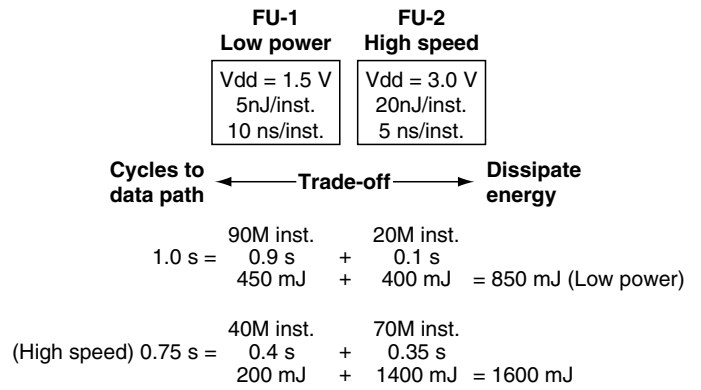 FU-1 FU-2
Low power High speed
Vdd = 1.5 V Vdd = 3.0 V
5nJ/inst. 20nJ/inst.
10 ns/inst. 5 ns/inst.
Cycles to data path Trade-off Dissipate energy
90M inst. 20M inst.
1.0 s = 0.9 s + 0.1 s
450 mJ + 400 mJ = 850 mJ (Low power)
40M inst. 70M inst.
(High speed) 0.75 s = 0.4 s + 0.35 s
200 mJ + 1400 mJ = 1600 mJ